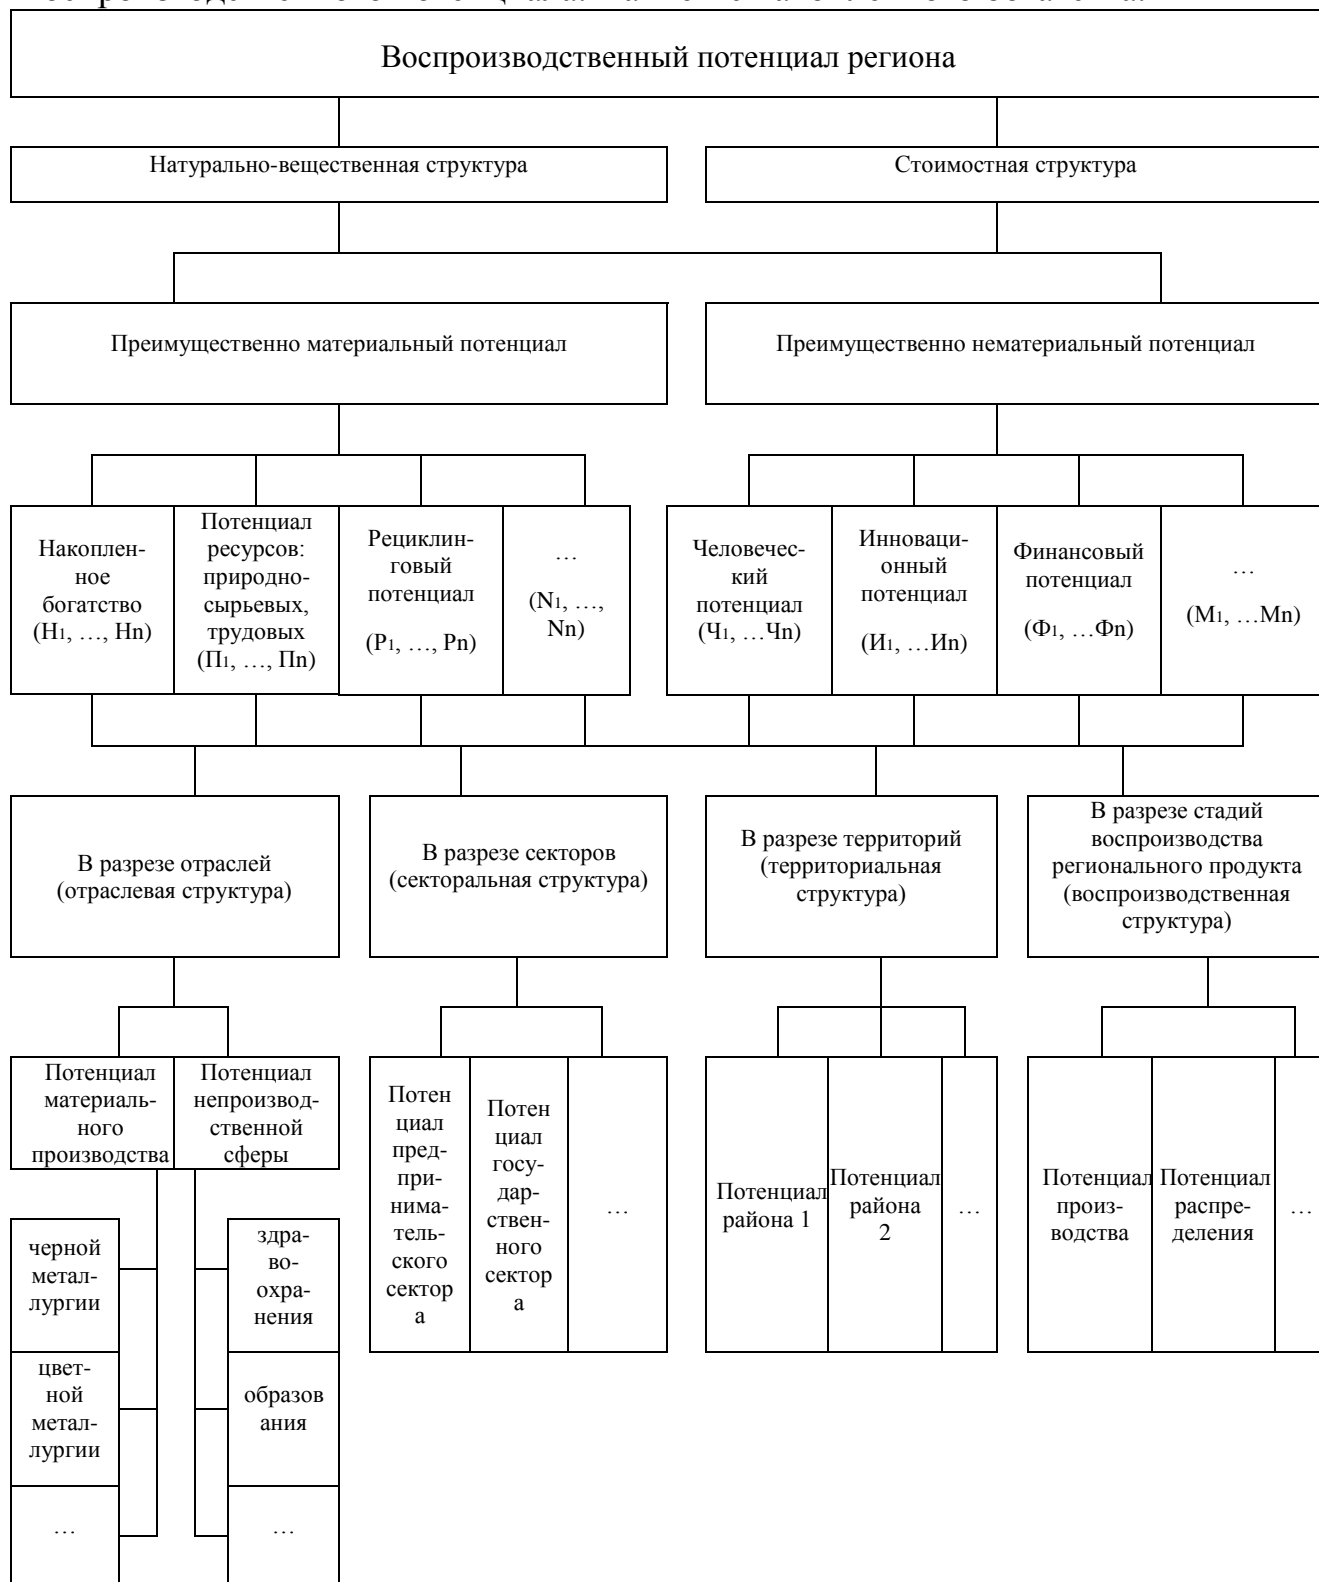 Воспроизводственный потенциал региона
Натурально-вещественная структура
Стоимостная структура
Преимущественно материальный потенциал
Преимущественно нематериальный потенциал
Накоплен-
ное
богатство
(Н1, …, Нn)
Потенциал
ресурсов:
природно-
сырьевых,
трудовых
(П1, …, Пn)
Рециклин-
говый
потенциал
(Р1, …, Рn)
…
(N1, …,
Nn)
Человечес-
кий
потенциал
(Ч1, …Чn)
Инноваци-
онный
потенциал
(И1, …Иn)
Финансовый
потенциал
(Ф1, …Фn)
…
(М1, …Мn)
В разрезе отраслей
(отраслевая структура)
В разрезе секторов
(секторальная структура)
В разрезе территорий
(территориальная
структура)
В разрезе стадий
воспроизводства
регионального продукта
(воспроизводственная
структура)
Потенциал
материаль-
ного
производства
Потенциал
непроизвод-
ственной
сферы
черной
метал-
лургии
цвет-
ной
метал-
лургии
…
здра-
во-
охра-
нения
образов
ания
…
Потен
циал
пред-
при-
нима-
тель-
ского
сектор
а
Потен
циал
госу-
дар-
ствен-
ного
сектор
а
…
Потенциал
района 1
Потенциал
района
2
…
Потенциал
произ-
водства
Потенциал
распре-
деления
…